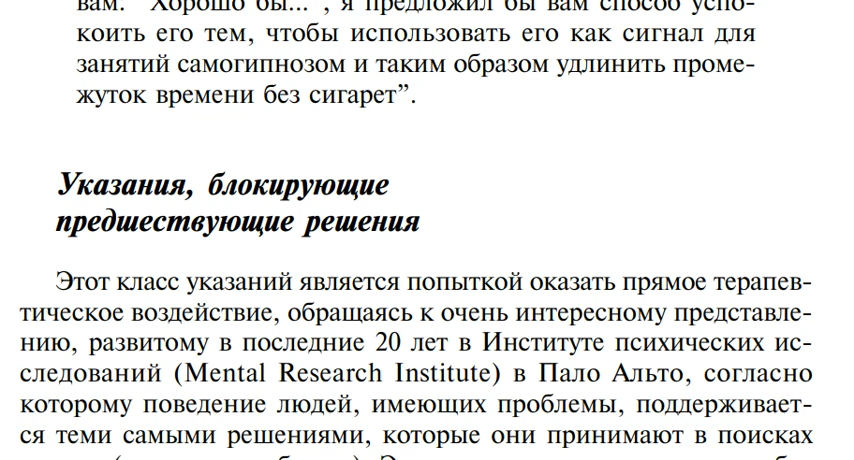 вам: “Хорошо бы...”, я предложил бы вам способ успо-
коить его тем, чтобы использовать его как сигнал для
занятий самогипнозом и таким образом удлинить проме-
жуток времени без сигарет”.
Указания, блокирующие
предшествующие решения
Этот класс указаний является попыткой оказать прямое терапев-
тическое воздействие, обращаясь к очень интересному представле-
нию, развитому в последние 20 лет в Институте психических ис-
следований (Mental Research Institute) в Пало Альто, согласно
которому поведение людей, имеющих проблемы, поддерживает-
ся теми самыми решениями, которые они принимают в поисках